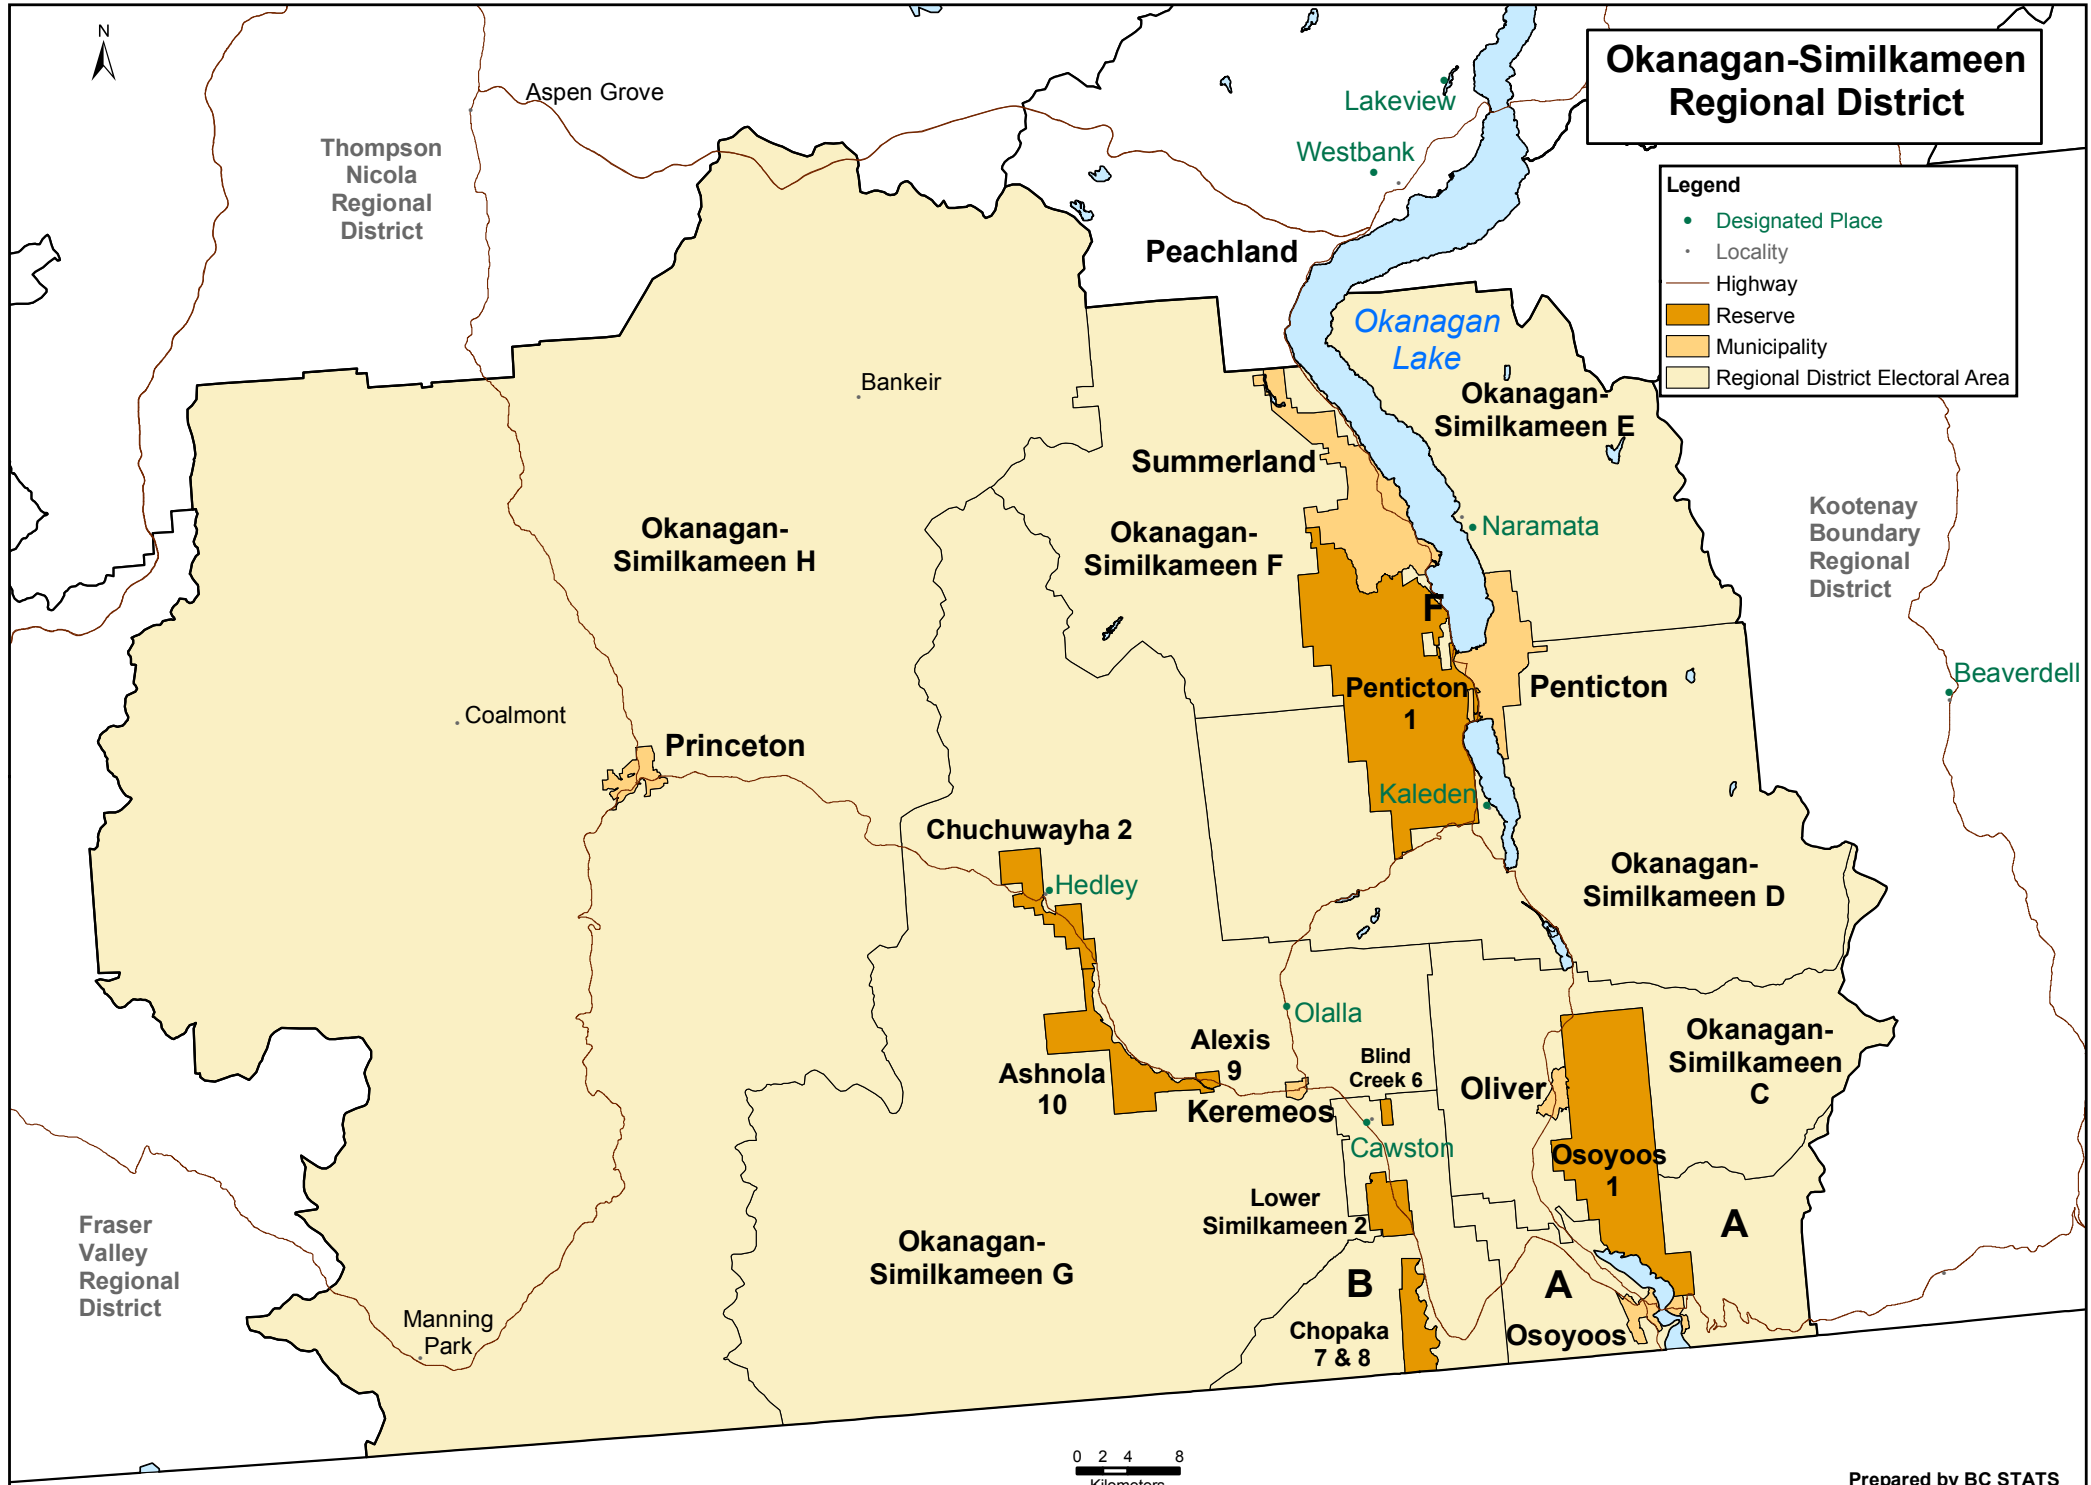 N
Okanagan-Similkameen
Regional District
Aspen Grove
Lakeview
Thompson
Nicola
Regional
District
Westbank
Legend
Designated Place
Locality
Highway
Reserve
Municipality
Regional District Electoral Area
Peachland
Okanagan
Lake
Bankeir
Okanagan-
Similkameen E
Summerland
Okanagan-
Similkameen H
Okanagan-
Similkameen F
Naramata
Kootenay
Boundary
Regional
District
F
Beaverdell
Penticton
1
Penticton
Coalmont
Princeton
Kaleden
Chuchuwayha 2
Hedley
Okanagan-
Similkameen D
Olalla
Alexis
9
Blind
Creek 6
Okanagan-
Similkameen
C
Ashnola
10
Oliver
Keremeos
Cawston
Osoyoos
1
Lower
Similkameen 2
A
Fraser
Valley
Regional
District
Okanagan-
Similkameen G
B
A
Manning
Park
Chopaka
7 & 8
Osoyoos
0 2 4 8
Kilometers
Prepared by BC STATS